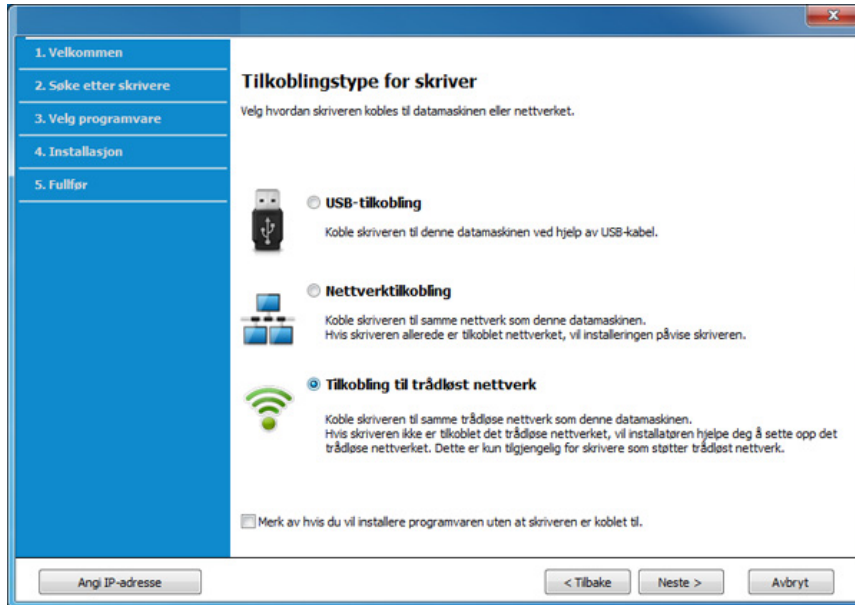 1. Velkommen
2. Søke etter skrivere
3. Velg programvare
4. Installasjon
5. Fullfør
Tilkoblingstype for skriver
Velg hvordan skriveren kobles til datamaskinen eller nettverket.
USB-tilkobling
Koble skriveren til denne datamaskinen ved hjelp av USB-kabel.
Nettverktilkobling
Koble skriveren til samme nettverk som denne datamaskinen.
Hvis skriveren allerede er tilkoblet nettverket, vil installeringen påvise skriveren.
Tilkobling til trådløst nettverk
Koble skriveren til samme trådløse nettverk som denne datamaskinen.
Hvis skriveren ikke er tilkoblet det trådløse nettverket, vil installatøren hjelpe deg å sette opp det
trådløse nettverket. Dette er kun tilgjengelig for skrivere som støtter trådløst nettverk.
Merk av hvis du vil installere programvaren uten at skriveren er koblet til.
Angi IP-adresse
< Tilbake
Neste >
Avbryt